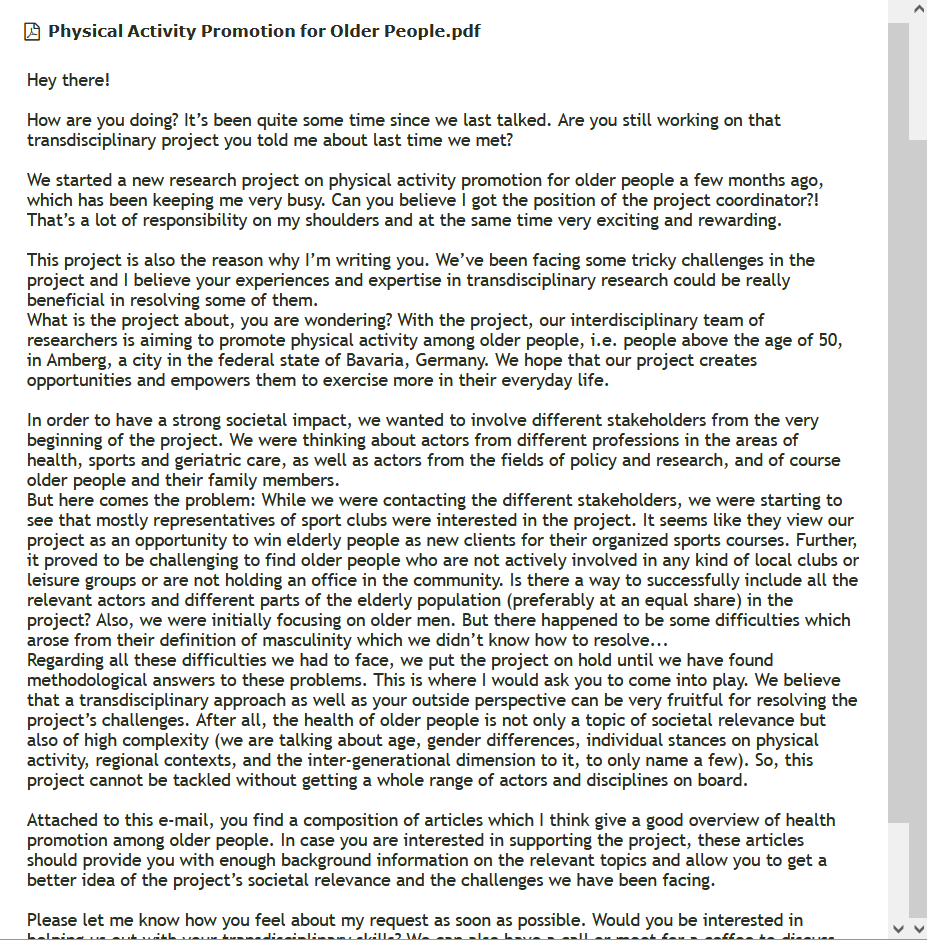 Physical Activity Promotion for Older People.pdf
Hey there!
How are you doing? It’s been quite some time since we last talked. Are you still working on that
transdisciplinary project you told me about last time we met?
We started a new research project on physical activity promotion for older people a few months ago,
which has been keeping me very busy. Can you believe I got the position of the project coordinator?!
That’s a lot of responsibility on my shoulders and at the same time very exciting and rewarding.
This project is also the reason why I’m writing you. We’ve been facing some tricky challenges in the
project and I believe your experiences and expertise in transdisciplinary research could be really
beneficial in resolving some of them.
What is the project about, you are wondering? With the project, our interdisciplinary team of
researchers is aiming to promote physical activity among older people, i.e. people above the age of 50,
in Amberg, a city in the federal state of Bavaria, Germany. We hope that our project creates
opportunities and empowers them to exercise more in their everyday life.
In order to have a strong societal impact, we wanted to involve different stakeholders from the very
beginning of the project. We were thinking about actors from different professions in the areas of
health, sports and geriatric care, as well as actors from the fields of policy and research, and of course
older people and their family members.
But here comes the problem: While we were contacting the different stakeholders, we were starting to
see that mostly representatives of sport clubs were interested in the project. It seems like they view our
project as an opportunity to win elderly people as new clients for their organized sports courses. Further,
it proved to be challenging to find older people who are not actively involved in any kind of local clubs or
leisure groups or are not holding an office in the community. Is there a way to successfully include all the
relevant actors and different parts of the elderly population (preferably at an equal share) in the
project? Also, we were initially focusing on older men. But there happened to be some difficulties which
arose from their definition of masculinity which we didn’t know how to resolve…
Regarding all these difficulties we had to face, we put the project on hold until we have found
methodological answers to these problems. This is where I would ask you to come into play. We believe
that a transdisciplinary approach as well as your outside perspective can be very fruitful for resolving the
project’s challenges. After all, the health of older people is not only a topic of societal relevance but
also of high complexity (we are talking about age, gender differences, individual stances on physical
activity, regional contexts, and the inter-generational dimension to it, to only name a few). So, this
project cannot be tackled without getting a whole range of actors and disciplines on board.
Attached to this e-mail, you find a composition of articles which I think give a good overview of health
promotion among older people. In case you are interested in supporting the project, these articles
should provide you with enough background information on the relevant topics and allow you to get a
better idea of the project’s societal relevance and the challenges we have been facing.
Please let me know how you feel about my request as soon as possible. Would you be interested in
helping us out with your transdisciplinary skills? We can also have a call or meet for a coffee to discuss